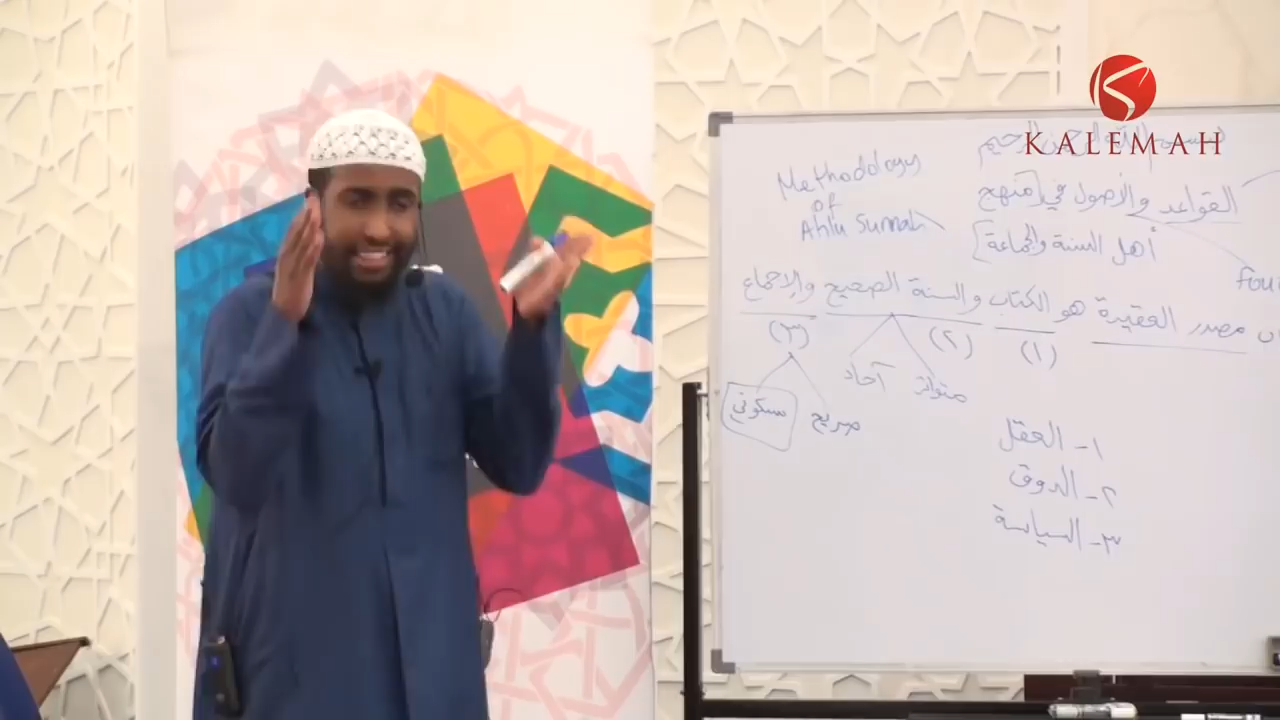 KALEMAH
بسم الله الرحمن الرحيم
Methodology
of
Ahlu Sunnah
القواعد والأصول في [منهج
أهل السنة والجماعة]
مصدر العقيدة هو الكتاب والسنة الصحيح والإجماع
(١) (٢) (٣)
متواتر آحاد
صريح سكوتي
١- العقل
٢- الذوق
٣- السياسة